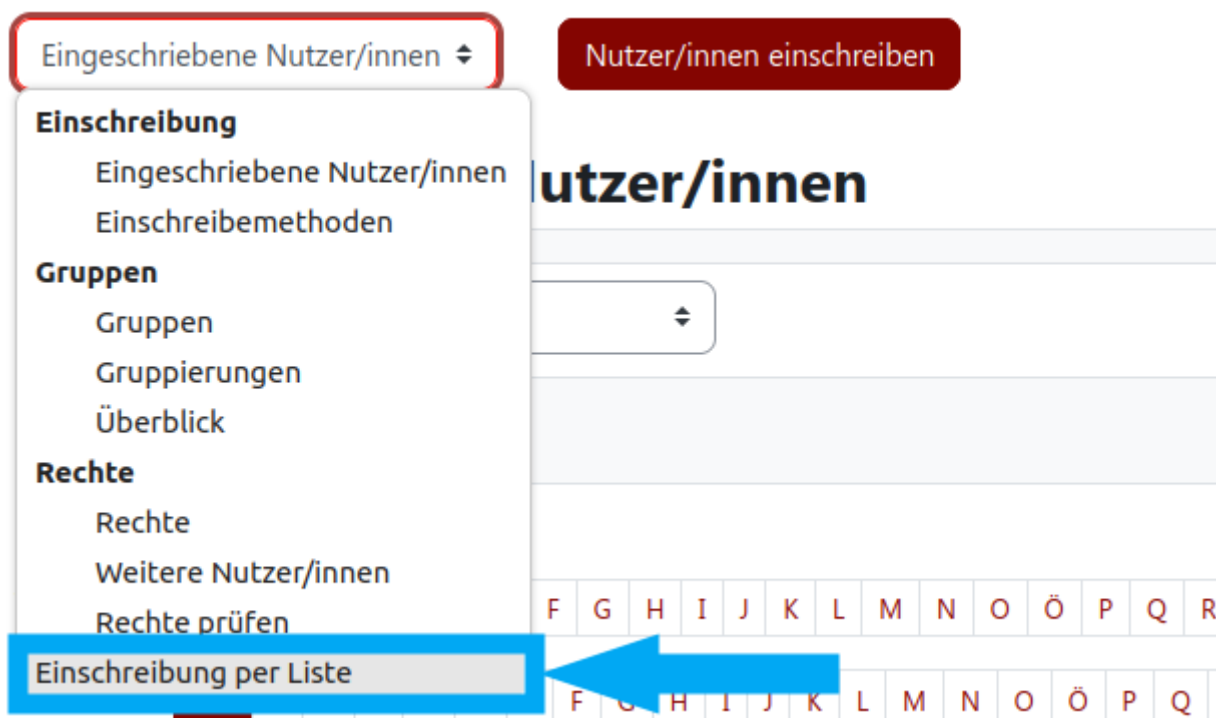 Eingeschriebene Nutzer/innen Nutzer/innen einschreiben
Einschreibung
Eingeschriebene Nutzer/innen
utzer/innen
Einschreibemethoden
Gruppen
Gruppen
Gruppierungen
Überblick
Rechte
Rechte
Weitere Nutzer/innen
Rechte prüfen
F G H I J K L M N O Ö P Q R
Einschreibung per Liste
F G H I J K L M N O Ö P Q